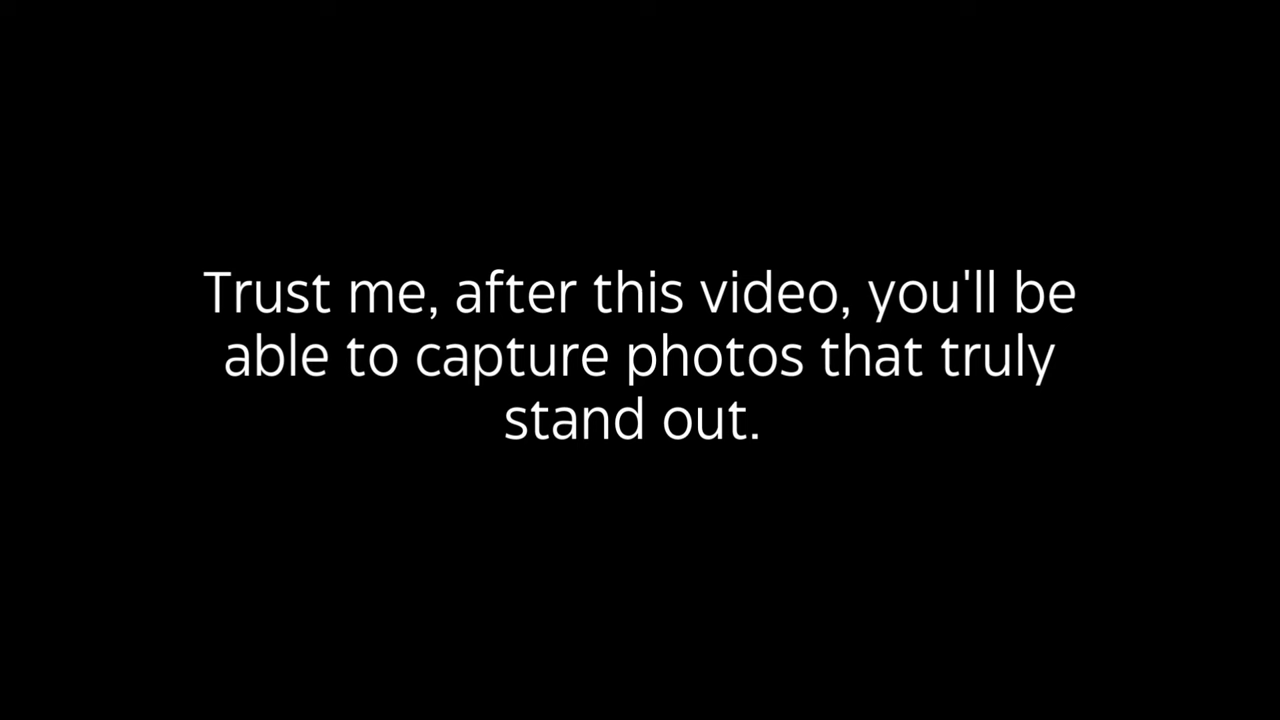 Trust me, after this video, you'll be
able to capture photos that truly
stand out.